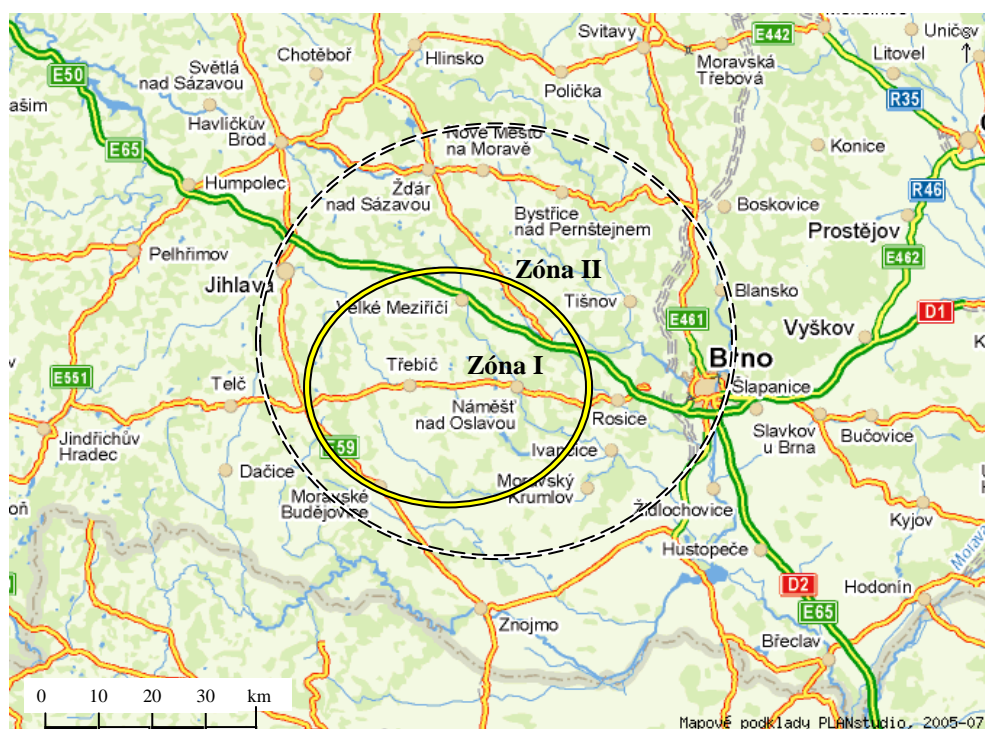 Svitavy
E442
Uničov
Litovel
Moravská
Třebová
Chotěboř
Hlinsko
E50
Světlá
nad Sázavou
Polička
R35
ašim
Havlíčkův
Brod
E65
Nové Město
na Moravě
Konice
Humpolec
Žďár
nad Sázavou
R46
Bystřice
nad Pernštejnem
Boskovice
Prostějov
Pelhřimov
E462
Jihlava
Zóna II
Velké Meziříčí
Tišnov
Blansko
D1
E461
Vyškov
Brno
Třebíč
Zóna I
E551
Telč
Šlapanice
Náměšť
nad Oslavou
Rosice
Jindřichův
Hradec
E59
Ivančice
Slavkov
u Brna
Bučovice
Dačice
Moravské
Budějovice
Moravský
Krumlov
Židlochovice
Kyjov
oň
Hustopeče
Morava
D2
Hodonín
Znojmo
E65
Břeclav
0 10 20 30 km
Mapové podklady PLANstudio, 2005-07